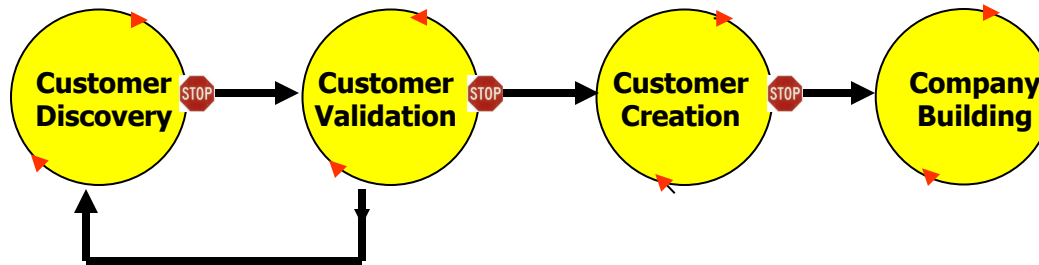 Customer
Discovery
STOP
Customer
Validation
STOP
Customer
Creation
STOP
Company
Building